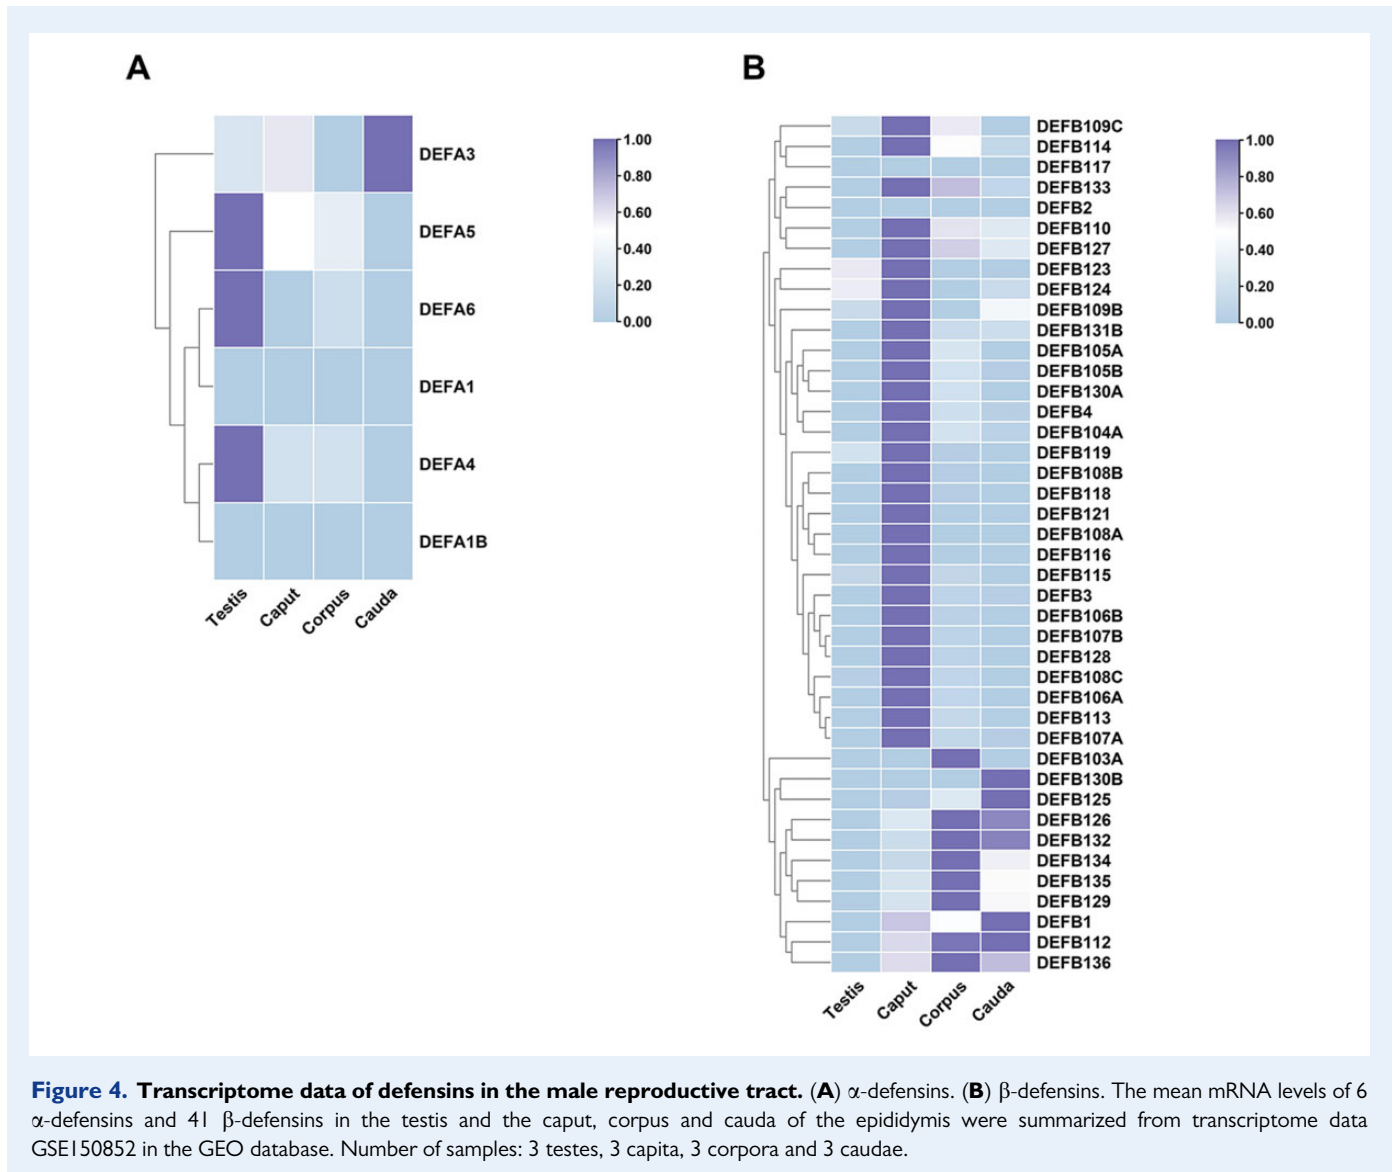 A
DEFA3
DEFA5
DEFA6
DEFA1
DEFA4
DEFA1B
Testis
Caput
Corpus
Cauda
1.00
0.80
0.60
0.40
0.20
0.00
B
DEFB109C
DEFB114
DEFB117
DEFB133
DEFB2
DEFB110
DEFB127
DEFB123
DEFB124
DEFB109B
DEFB131B
DEFB105A
DEFB105B
DEFB130A
DEFB4
DEFB104A
DEFB119
DEFB108B
DEFB118
DEFB121
DEFB108A
DEFB116
DEFB115
DEFB3
DEFB106B
DEFB107B
DEFB128
DEFB108C
DEFB106A
DEFB113
DEFB107A
DEFB103A
DEFB130B
DEFB125
DEFB126
DEFB132
DEFB134
DEFB135
DEFB129
DEFB1
DEFB112
DEFB136
Testis
Caput
Corpus
Cauda
1.00
0.80
0.60
0.40
0.20
0.00
Figure 4. Transcriptome data of defensins in the male reproductive tract. (A) α-defensins. (B) β-defensins. The mean mRNA levels of 6
α-defensins and 41 β-defensins in the testis and the caput, corpus and cauda of the epididymis were summarized from transcriptome data
GSE150852 in the GEO database. Number of samples: 3 testes, 3 capita, 3 corpora and 3 caudae.